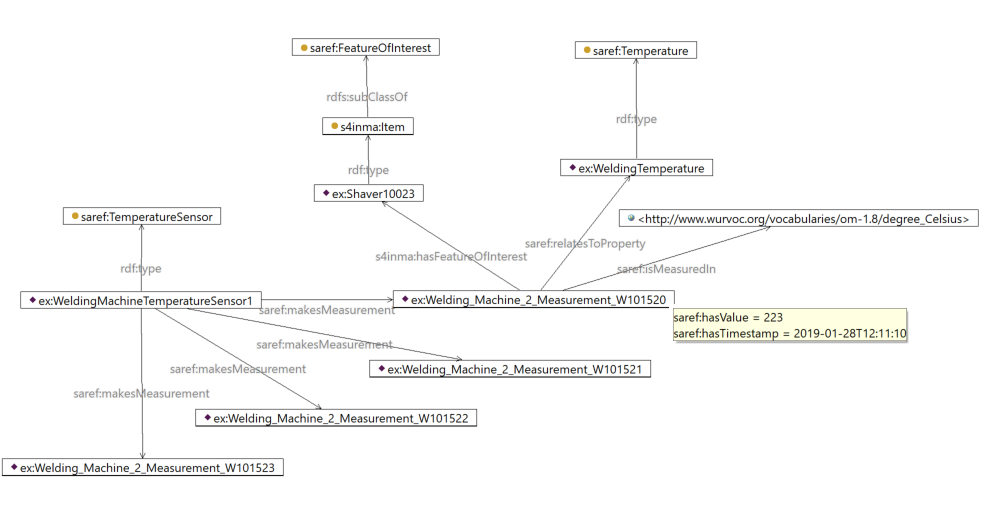 saref:FeatureOfInterest
saref:Temperature
rdfs:subClassOf
rdf:type
s4inma:Item
rdf:type
ex:WeldingTemperature
ex:Shaver10023
saref:TemperatureSensor
<http://www.wurvoc.org/vocabularies/om-1.8/degree_Celsius>
saref:relatesToProperty
s4inma:hasFeatureOfInterest
rdf:type
saref:isMeasuredIn
ex:WeldingMachineTemperatureSensor1
ex:Welding_Machine_2_Measurement_W101520
saref:makesMeasurement
saref:hasValue = 223
saref:hasTimestamp = 2019-01-28T12:11:10
saref:makesMeasurement
saref:makesMeasurement
ex:Welding_Machine_2_Measurement_W101521
saref:makesMeasurement
ex:Welding_Machine_2_Measurement_W101522
ex:Welding_Machine_2_Measurement_W101523